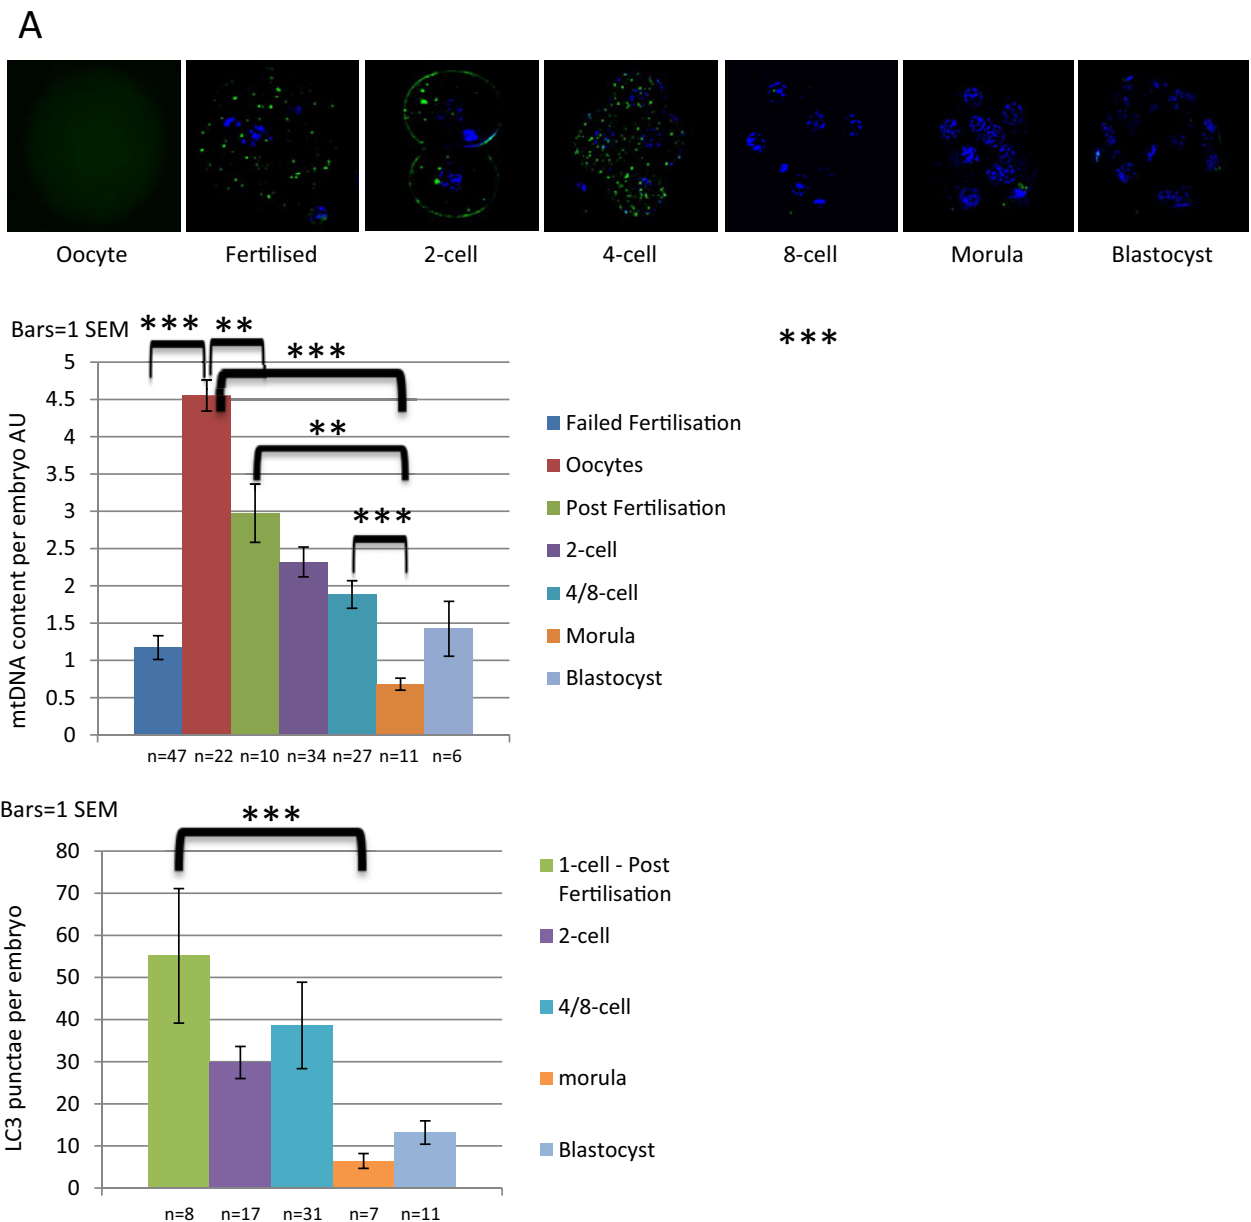 A
Oocyte Fertilised 2-cell 4-cell 8-cell Morula Blastocyst
Bars=1 SEM *** ** *** ***
** ***
mtDNA content per embryo AU
5
4.5
4
3.5
3
2.5
2
1.5
1
0.5
0
n=47 n=22 n=10 n=34 n=27 n=11 n=6
Failed Fertilisation
Oocytes
Post Fertilisation
2-cell
4/8-cell
Morula
Blastocyst
Bars=1 SEM ***
LC3 punctae per embryo
80
70
60
50
40
30
20
10
0
n=8 n=17 n=31 n=7 n=11
1-cell - Post
Fertilisation
2-cell
4/8-cell
morula
Blastocyst